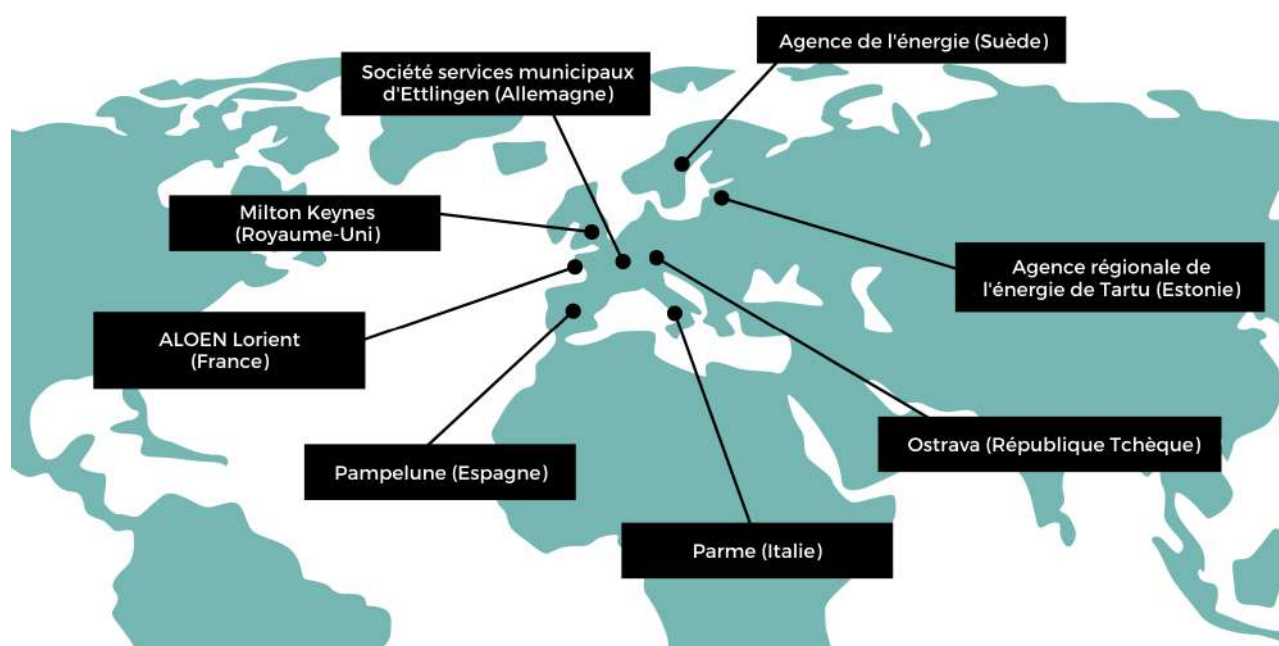 Agence de l'énergie (Suède)
Société services municipaux
d'Ettlingen (Allemagne)
Milton Keynes
(Royaume-Uni)
Agence régionale de
l'énergie de Tartu (Estonie)
ALOEN Lorient
(France)
Ostrava (République Tchèque)
Pampelune (Espagne)
Parme (Italie)